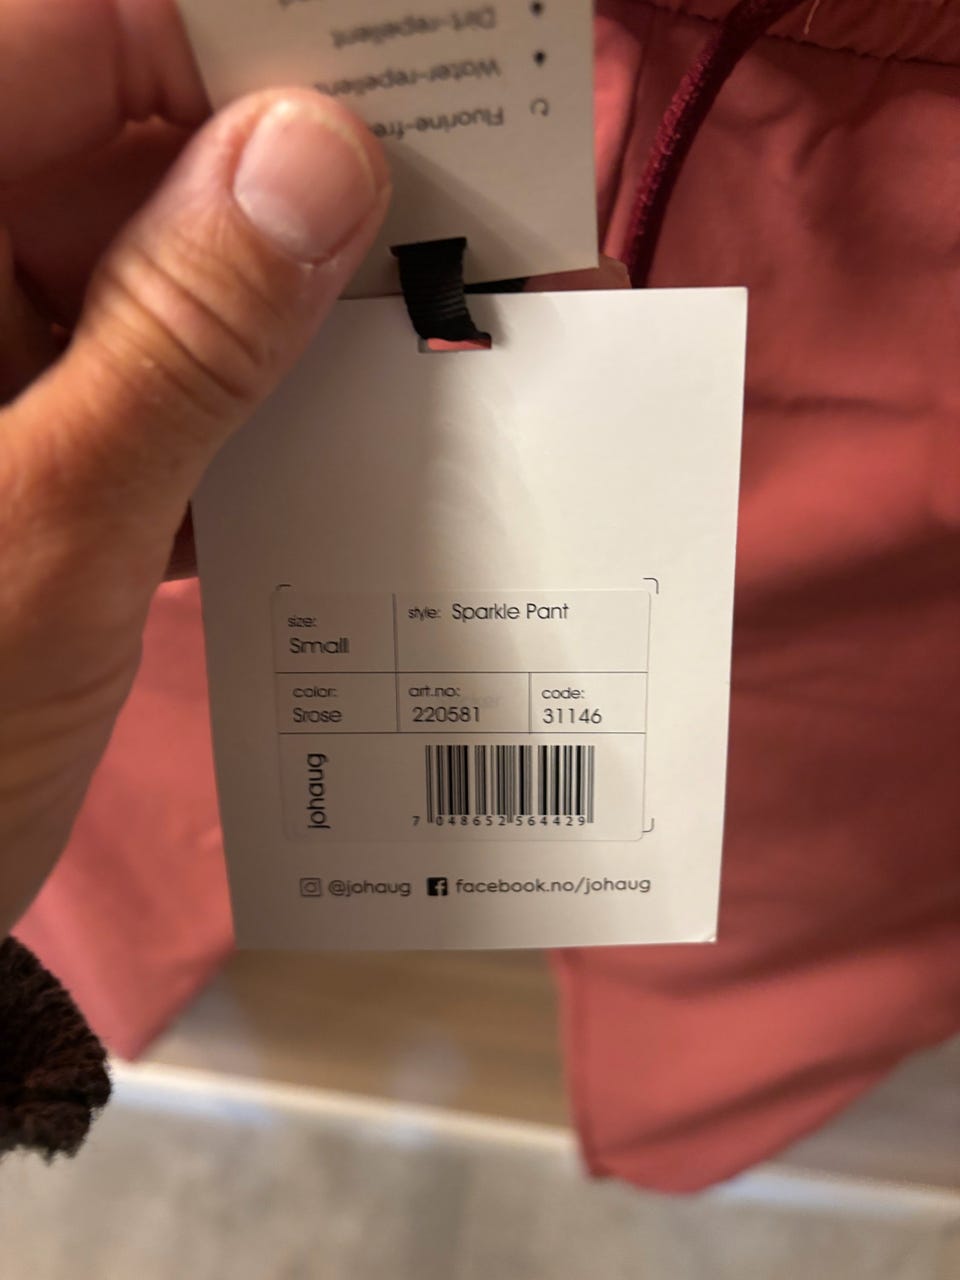 Dirt-repellent
Water-repellent
Fluorine-fre
size:
Small
style: Sparkle Pant
color:
Srose
art.no:
220581
code:
31146
johaug
7 048652 564429
@johaug facebook.no/johaug